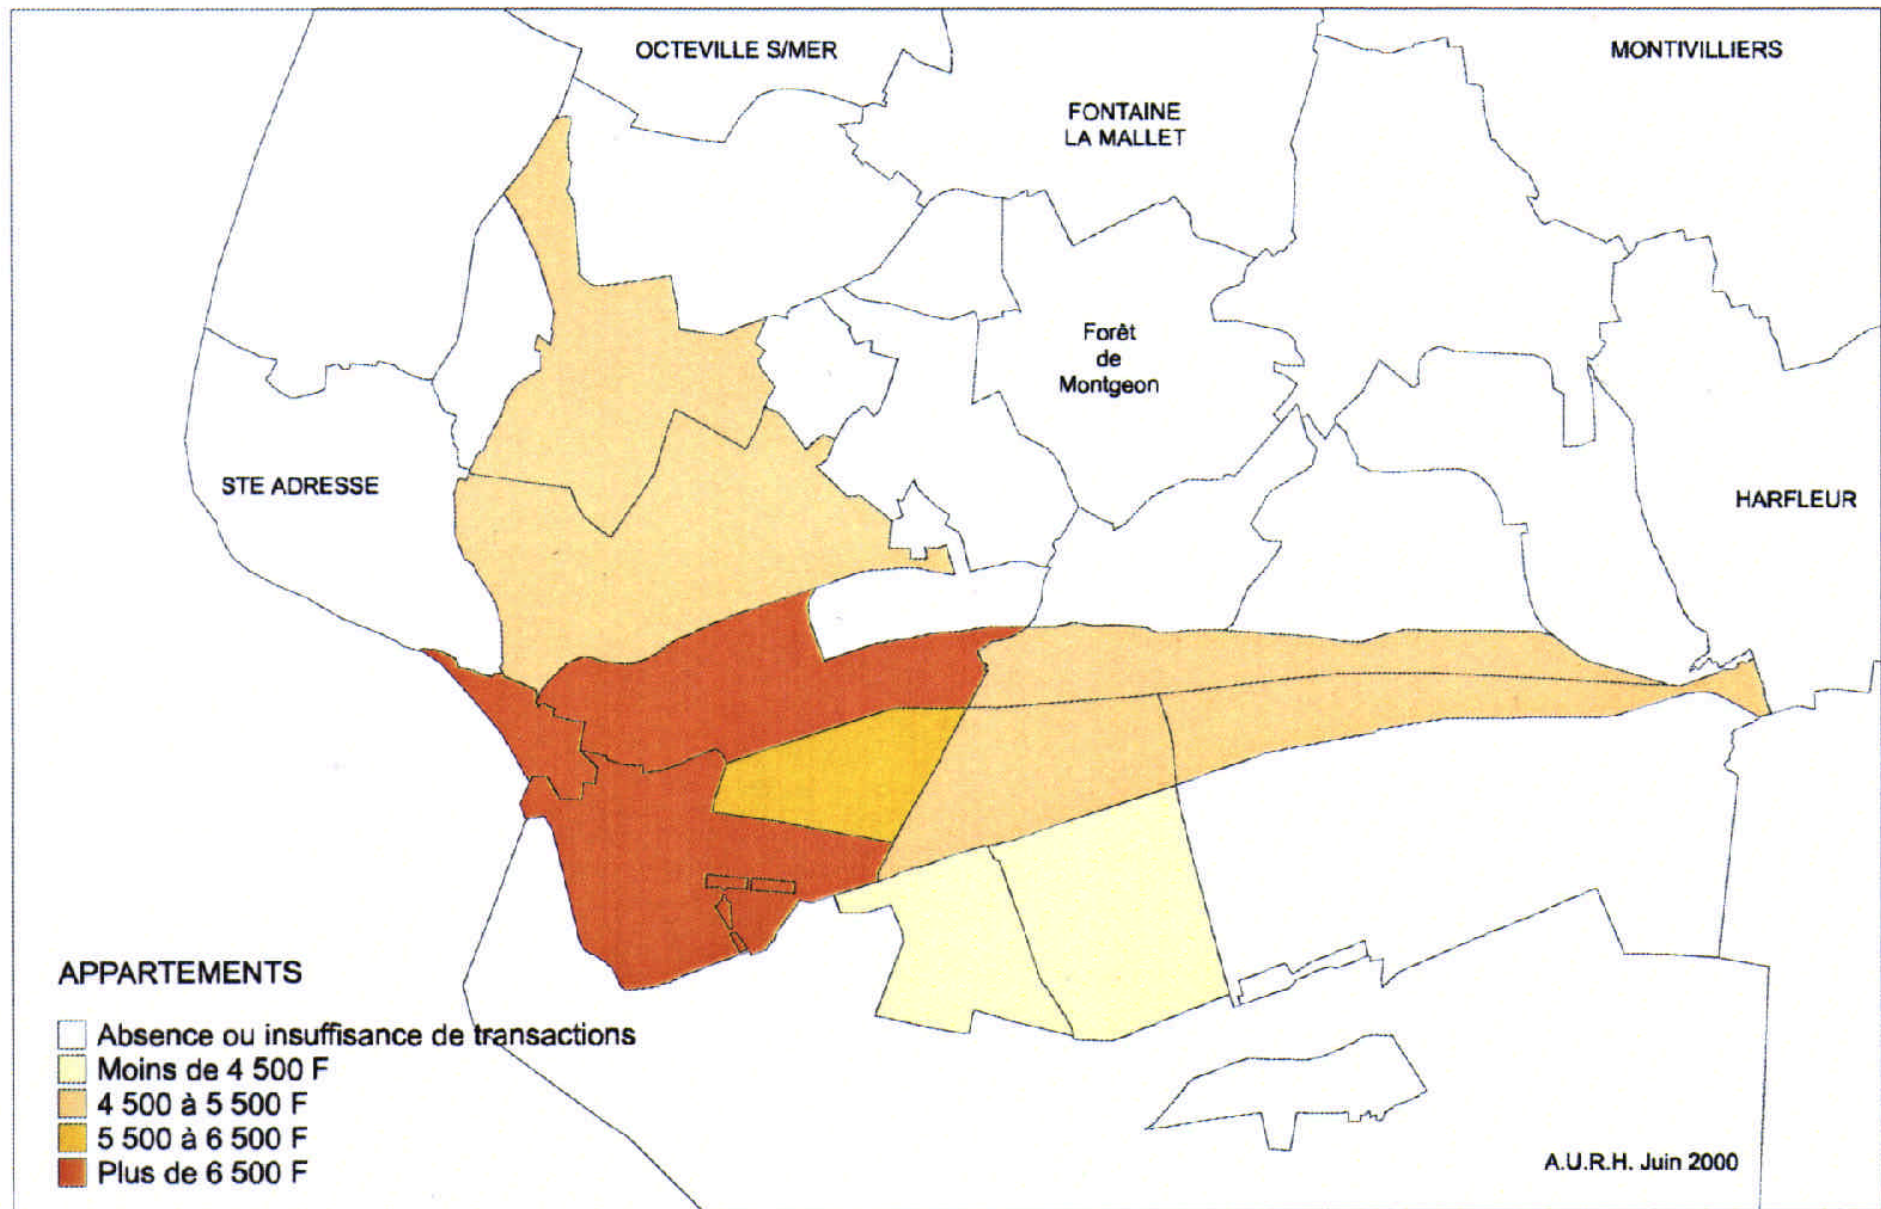 OCTEVILLE S/MER
MONTIVILLIERS
FONTAINE
LA MALLET
Forêt
de
Montgeon
STE ADRESSE
HARFLEUR
APPARTEMENTS
Absence ou insuffisance de transactions
Moins de 4 500 F
4 500 à 5 500 F
5 500 à 6 500 F
Plus de 6 500 F
A.U.R.H. Juin 2000